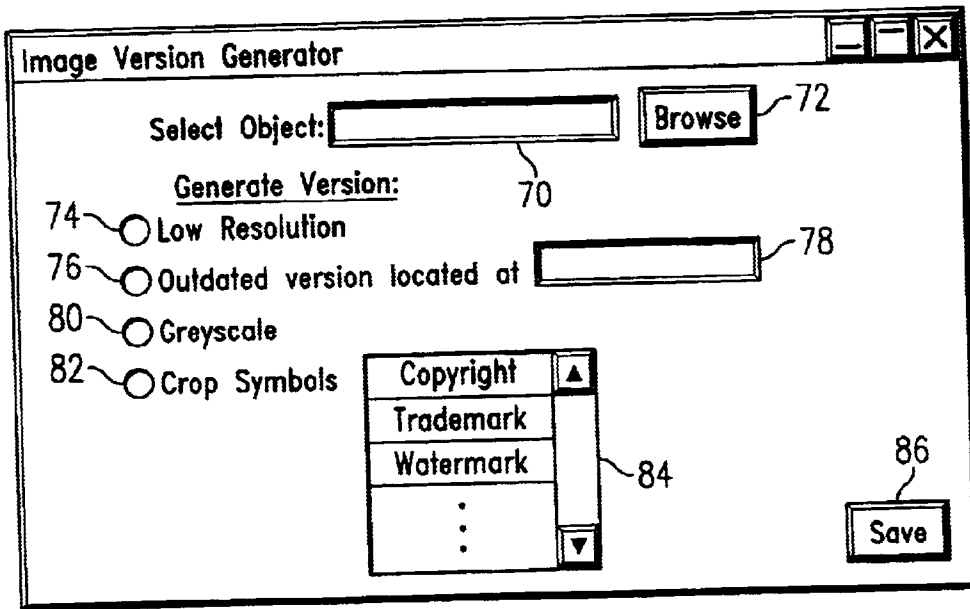 Image Version Generator
Select Object:
Browse
72
70
Generate Version:
74
Low Resolution
76
Outdated version located at
78
80
Greyscale
82
Crop Symbols
Copyright
Trademark
Watermark
84
86
Save